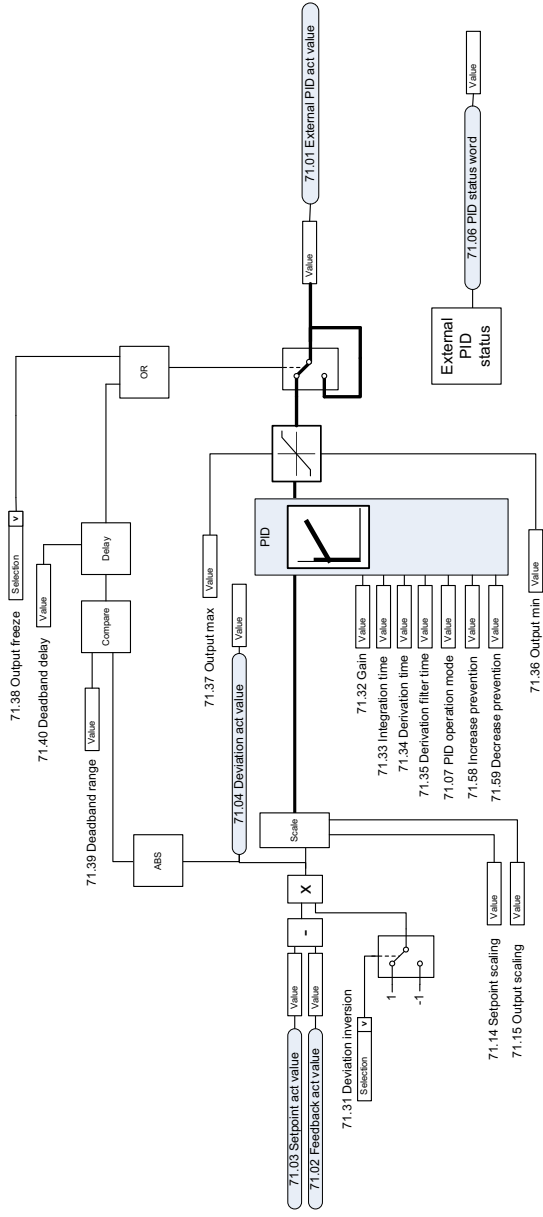 71.03 Setpoint act value
Value
71.02 Feedback act value
Value
-
X
71.31 Deviation inversion
Selection
v
1
-1
ABS
71.04 Deviation act value
Value
Scale
71.14 Setpoint scaling
Value
71.15 Output scaling
Value
71.39 Deadband range
Value
Compare
71.40 Deadband delay
Value
Delay
71.38 Output freeze
Selection
v
OR
71.37 Output max
Value
PID
71.32 Gain
Value
71.33 Integration time
Value
71.34 Derivation time
Value
71.35 Derivation filter time
Value
71.07 PID operation mode
Value
71.58 Increase prevention
Value
71.59 Decrease prevention
Value
71.36 Output min
Value
Value
71.01 External PID act value
External
PID
status
71.06 PID status word
Value